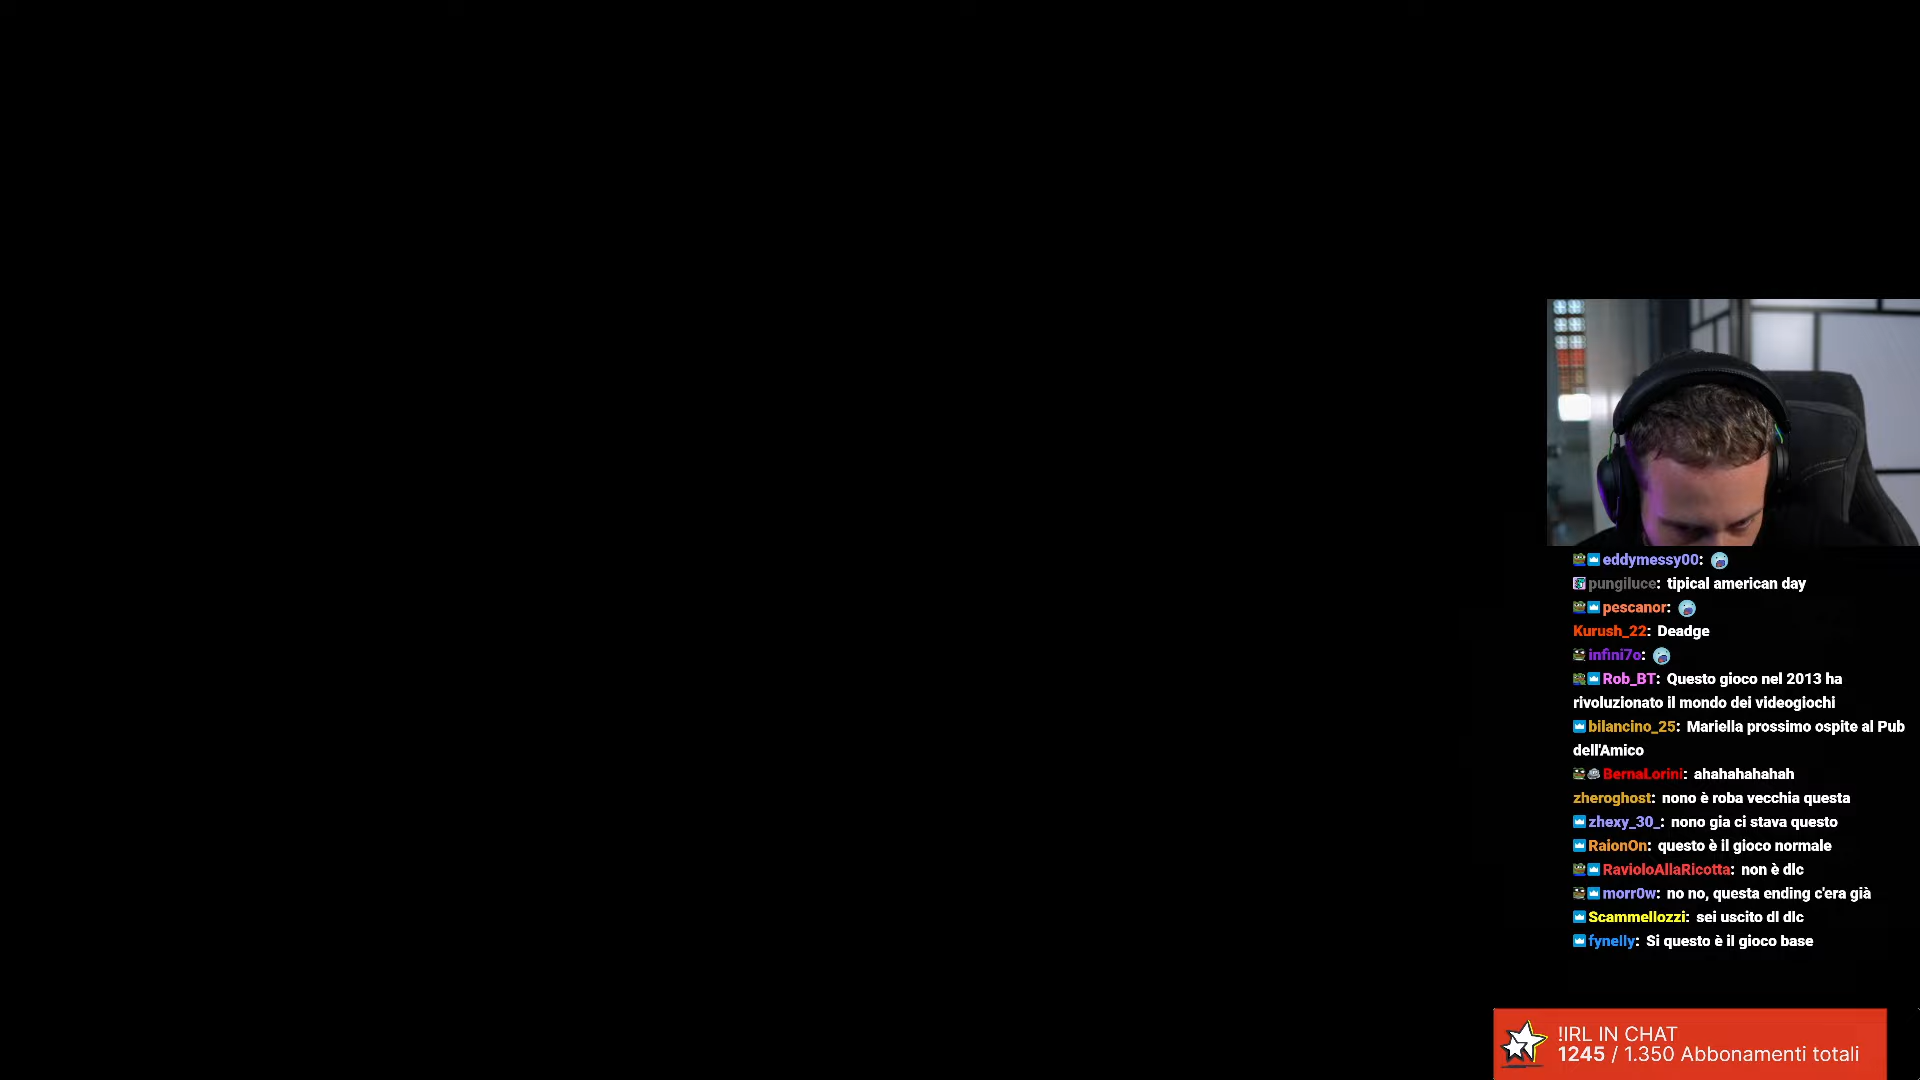 eddymessy00:
pungiluce: tipical american day
pescanor:
Kurush_22: Deadge
infini7o:
Rob_BT: Questo gioco nel 2013 ha
rivoluzionato il mondo dei videogiochi
bilancino_25: Mariella prossimo ospite al Pub
dell'Amico
BernaLorini: ahahahahahah
zheroghost: nono è roba vecchia questa
zhexy_30_: nono gia ci stava questo
RaionOn: questo è il gioco normale
RavioloAllaRicotta: non è dlc
morr0w: no no, questa ending c'era già
Scammellozzi: sei uscito dl dlc
fynelly: Si questo è il gioco base
!IRL IN CHAT
1245 / 1.350 Abbonamenti totali